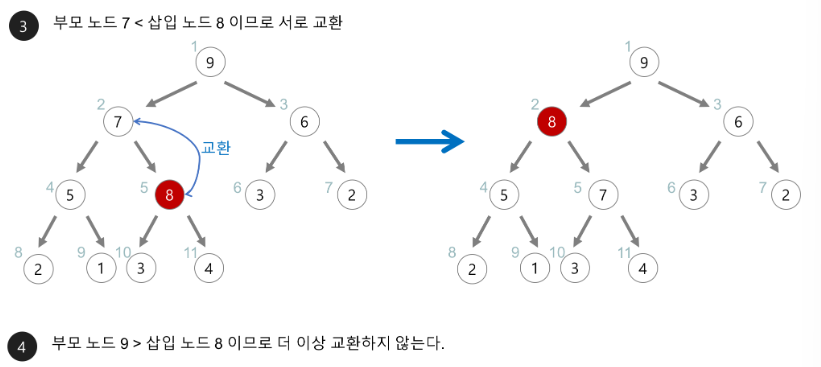 3 부모 노드 7 < 삽입 노드 8 이므로 서로 교환
1 1
9 9
2 3 2 3
7 6 8 6
교환
4 5 6 7 4 5 6 7
5 8 3 2 5 7 3 2
8 9 10 11 8 9 10 11
2 1 3 4 2 1 3 4
4 부모 노드 9 > 삽입 노드 8 이므로 더 이상 교환하지 않는다.